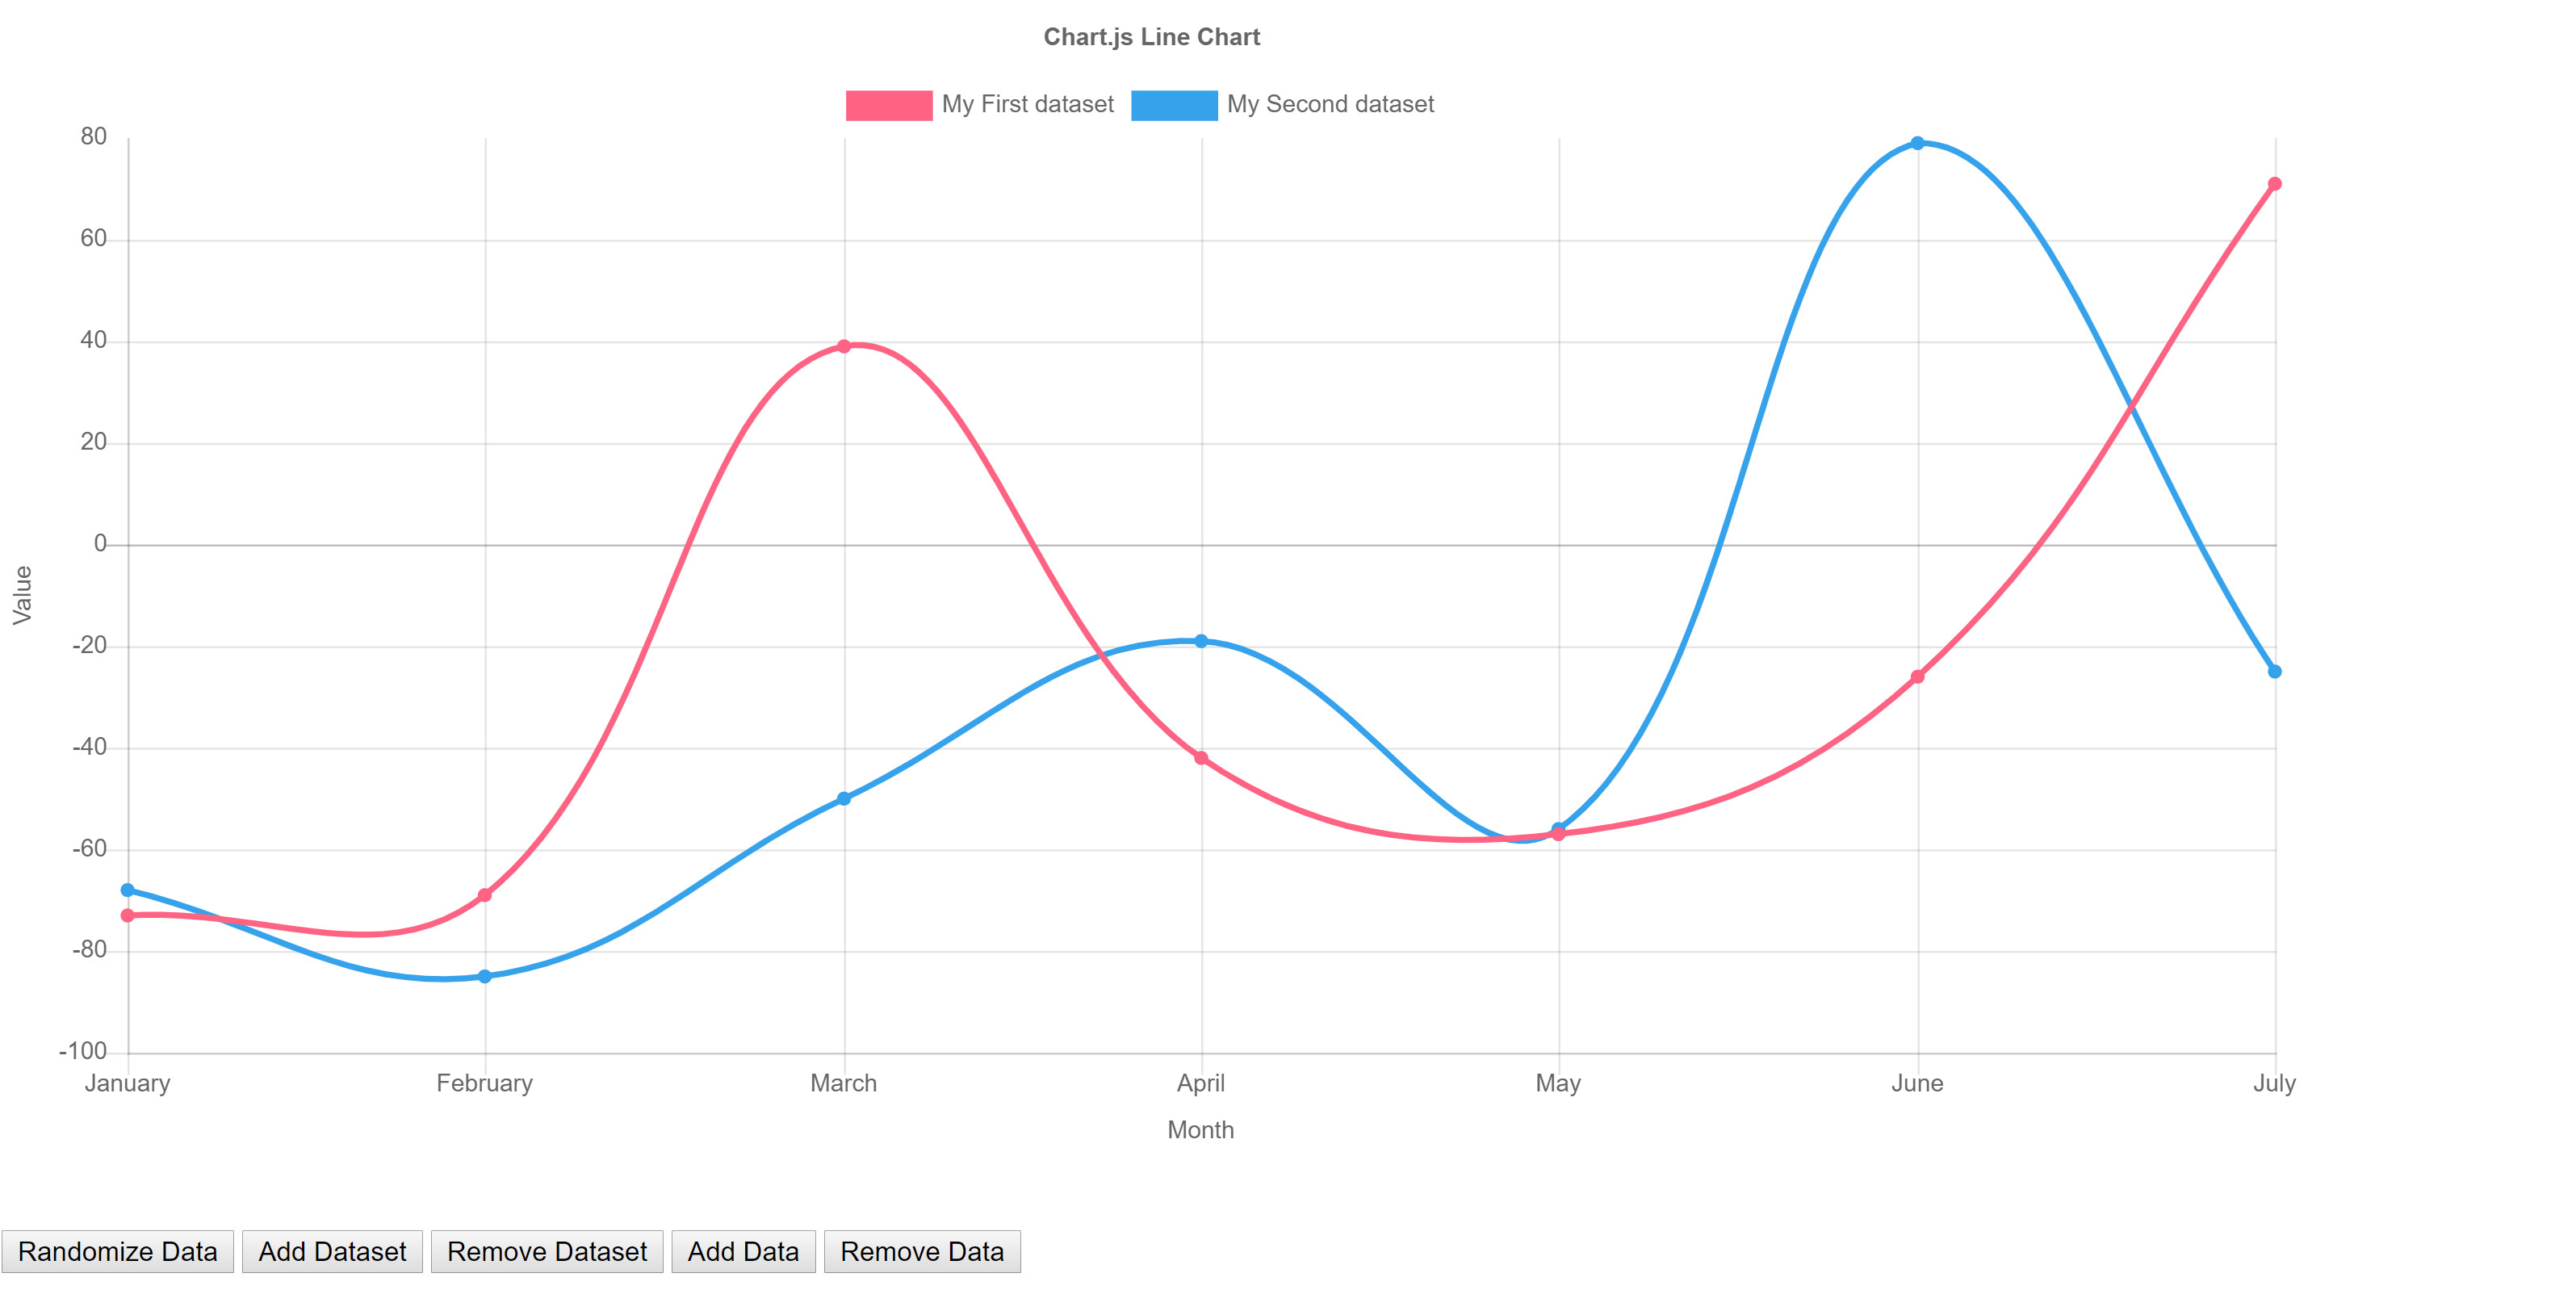 Chart.js Line Chart
My First dataset My Second dataset
80
60
40
20
0
-20
-40
-60
-80
-100
Value
January February March April May June July
Month
Randomize Data Add Dataset Remove Dataset Add Data Remove Data